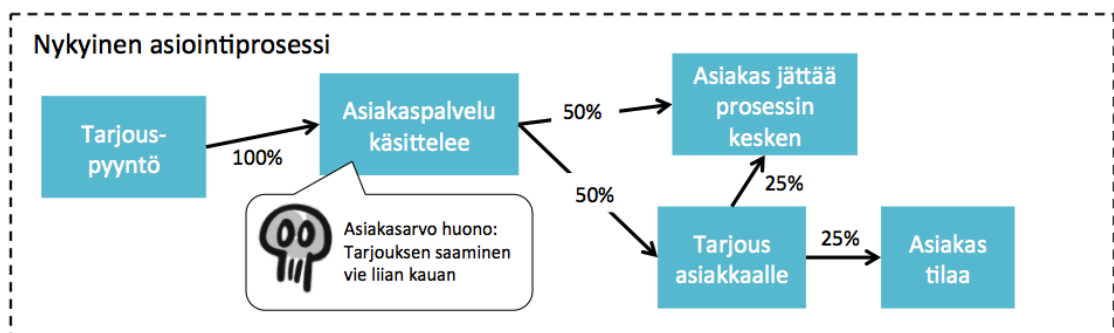 Nykyinen asiointiprosessi
Tarjous-
pyyntö
100%
Asiakaspalvelu
käsittelee
Asiakasarvo huono:
Tarjouksen saaminen
vie liian kauan
50%
Asiakas jättää
prosessin
kesken
50%
25%
Tarjous
asiakkaalle
25%
Asiakas
tilaa